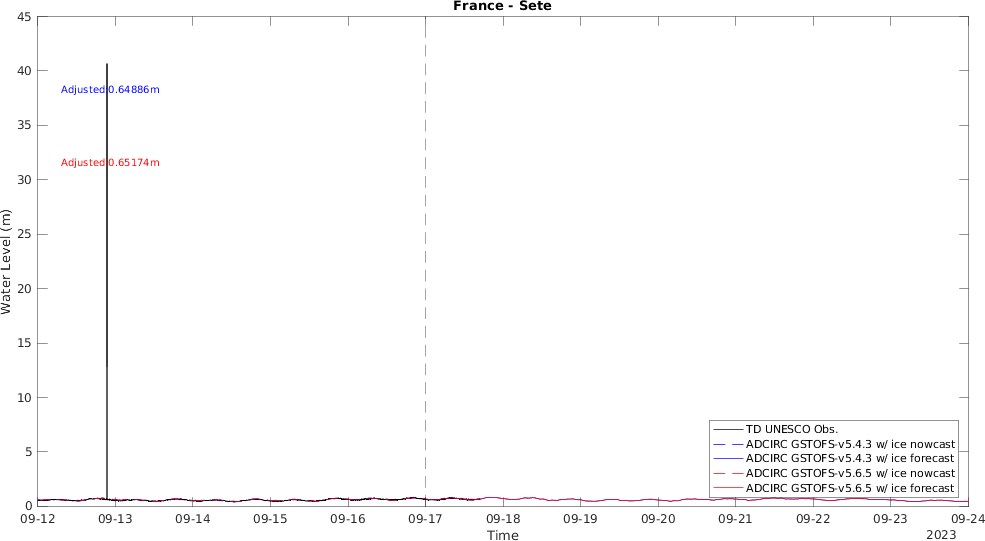 France - Sete
45
40
35
30
25
20
15
10
5
0
Water Level (m)
Adjusted:0.64886m
Adjusted:0.65174m
TD UNESCO Obs.
ADCIRC GSTOFS-v5.4.3 w/ ice nowcast
ADCIRC GSTOFS-v5.4.3 w/ ice forecast
ADCIRC GSTOFS-v5.6.5 w/ ice nowcast
ADCIRC GSTOFS-v5.6.5 w/ ice forecast
09-12 09-13 09-14 09-15 09-16 09-17 09-18 09-19 09-20 09-21 09-22 09-23 09-24
Time
2023